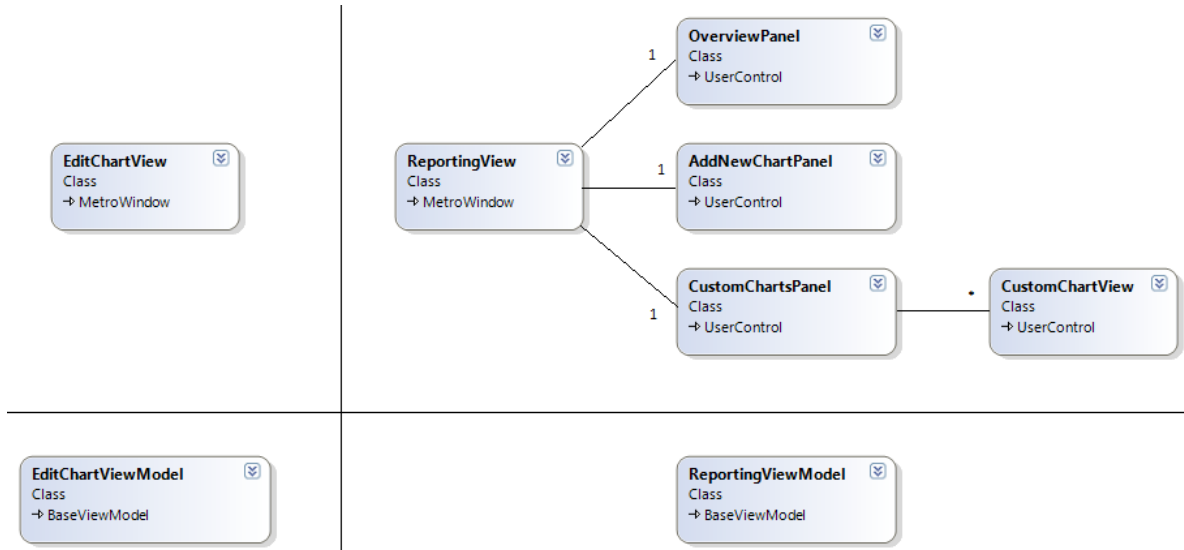 OverviewPanel
Class
→ UserControl
1
EditChartView
Class
→ MetroWindow
ReportingView
Class
→ MetroWindow
1
AddNewChartPanel
Class
→ UserControl
1
CustomChartsPanel
Class
→ UserControl
*
CustomChartView
Class
→ UserControl
EditChartViewModel
Class
→ BaseViewModel
ReportingViewModel
Class
→ BaseViewModel